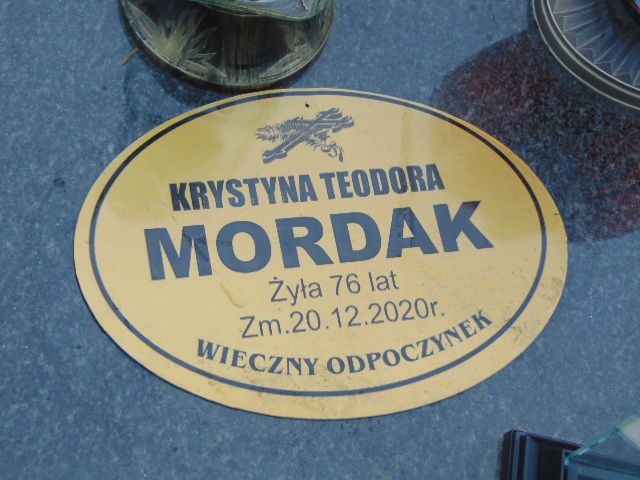 KRYSTYNA TEODORA
MORDAK
Żyła 76 lat
Zm.20.12.2020r.
WIECZNY ODPOCZYNEK